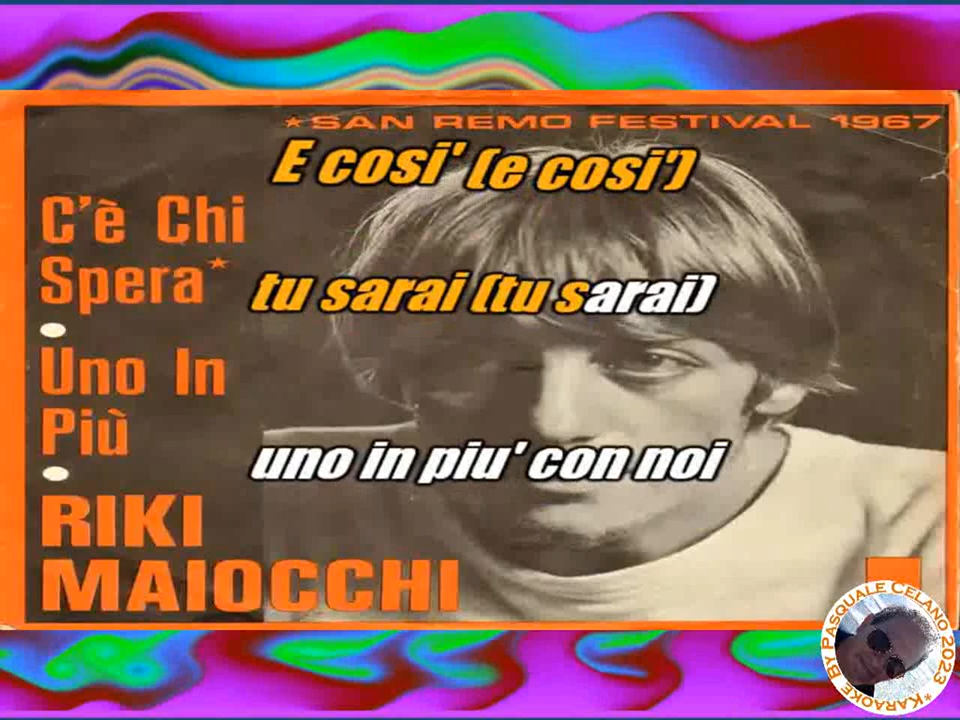 *SAN REMO FESTIVAL 1967
E cosi' (e cosi')
C'è Chi
Spera*
tu sarai (tu sarai)
Uno In
Più
uno in piu' con noi
RIKI
MAIOCCHI
*KARAOKE BY PASQUALE CELANO 2023